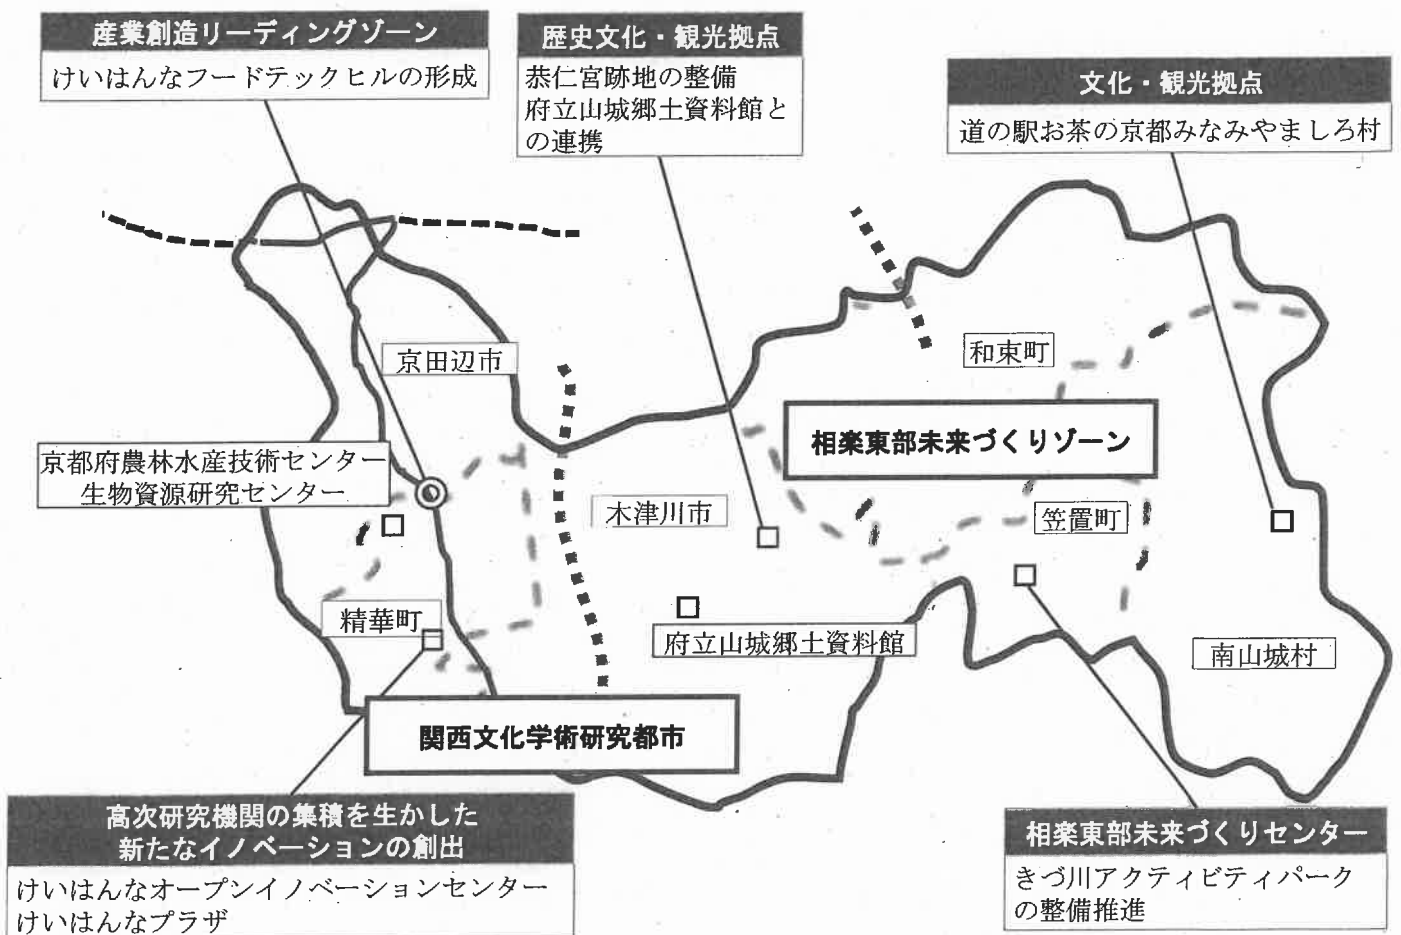 産業創造リーディングゾーン
けいはんなフードテックヒルの形成
歴史文化・観光拠点
恭仁宮跡地の整備
府立山城郷土資料館と
の連携
文化・観光拠点
道の駅お茶の京都みなみやましろ村
京田辺市
和束町
相楽東部未来づくりゾーン
京都府農林水産技術センター
生物資源研究センター
木津川市
笠置町
精華町
府立山城郷土資料館
南山城村
関西文化学術研究都市
高次研究機関の集積を生かした
新たなイノベーションの創出
けいはんなオープンイノベーションセンター
けいはんなプラザ
相楽東部未来づくりセンター
きづ川アクティビティパーク
の整備推進